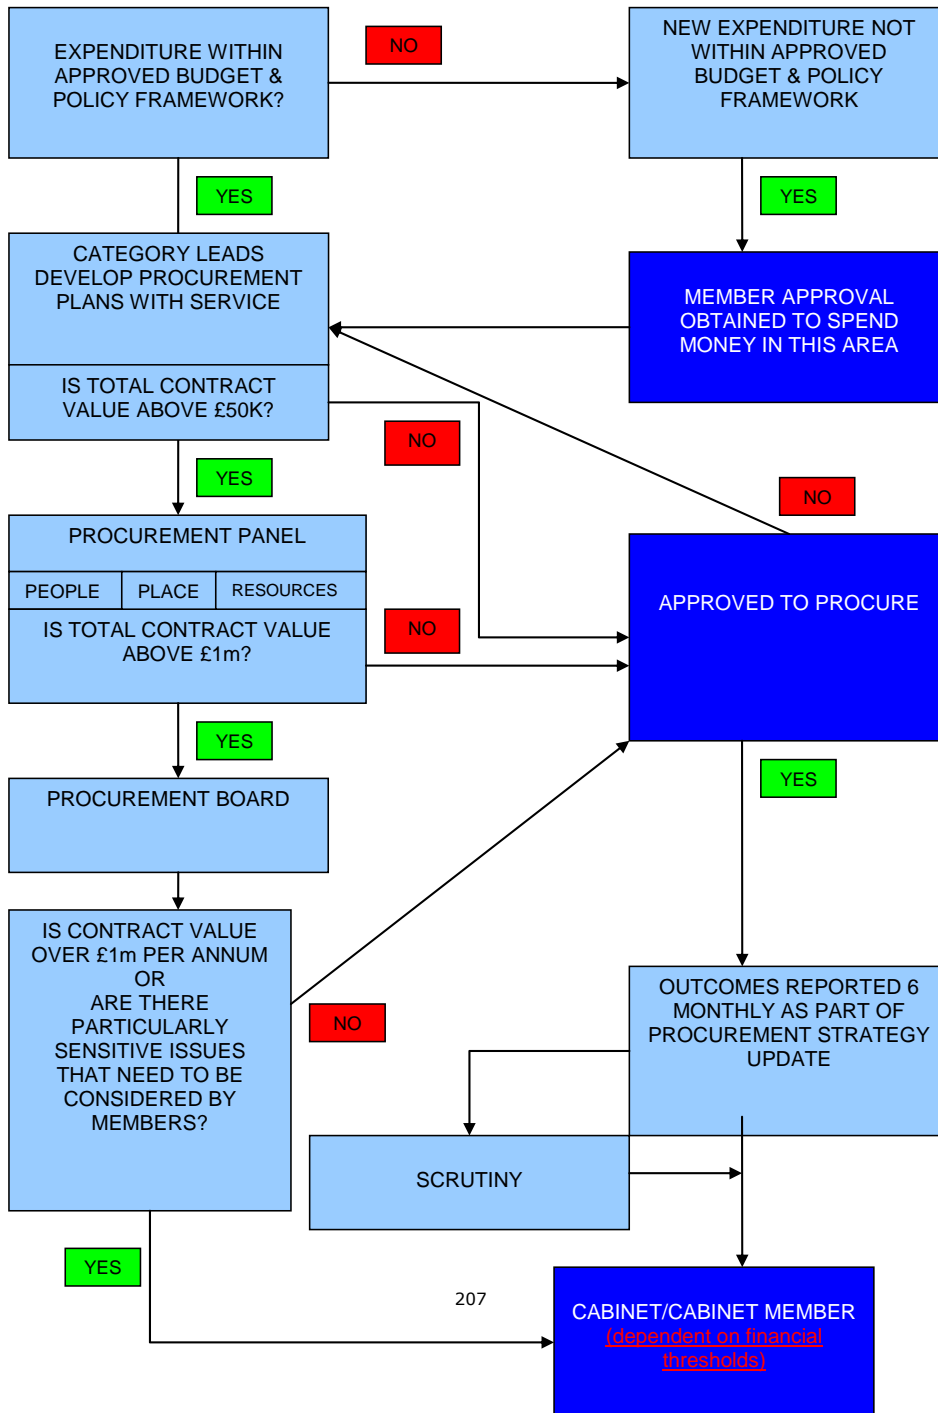 EXPENDITURE WITHIN
APPROVED BUDGET &
POLICY FRAMEWORK?
NO
NEW EXPENDITURE NOT
WITHIN APPROVED
BUDGET & POLICY
FRAMEWORK
YES
YES
CATEGORY LEADS
DEVELOP PROCUREMENT
PLANS WITH SERVICE
MEMBER APPROVAL
OBTAINED TO SPEND
MONEY IN THIS AREA
IS TOTAL CONTRACT
VALUE ABOVE £50K?
NO
YES
NO
PROCUREMENT PANEL
PEOPLE
PLACE
RESOURCES
IS TOTAL CONTRACT VALUE
ABOVE £1m?
NO
APPROVED TO PROCURE
YES
YES
PROCUREMENT BOARD
IS CONTRACT VALUE
OVER £1m PER ANNUM
OR
ARE THERE
PARTICULARLY
SENSITIVE ISSUES
THAT NEED TO BE
CONSIDERED BY
MEMBERS?
NO
OUTCOMES REPORTED 6
MONTHLY AS PART OF
PROCUREMENT STRATEGY
UPDATE
SCRUTINY
YES
207
CABINET/CABINET MEMBER
(dependent on financial
thresholds)